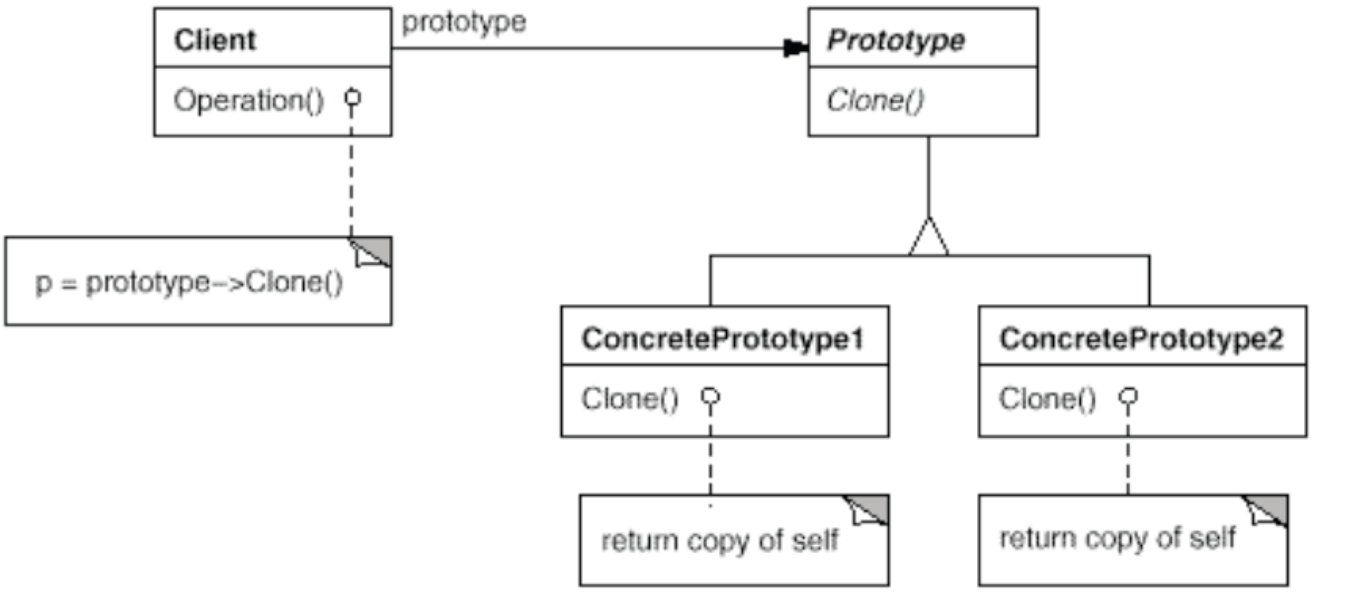 Client
Operation()
prototype
Prototype
Clone()
p = prototype–>Clone()
ConcretePrototype1
Clone()
return copy of self
ConcretePrototype2
Clone()
return copy of self